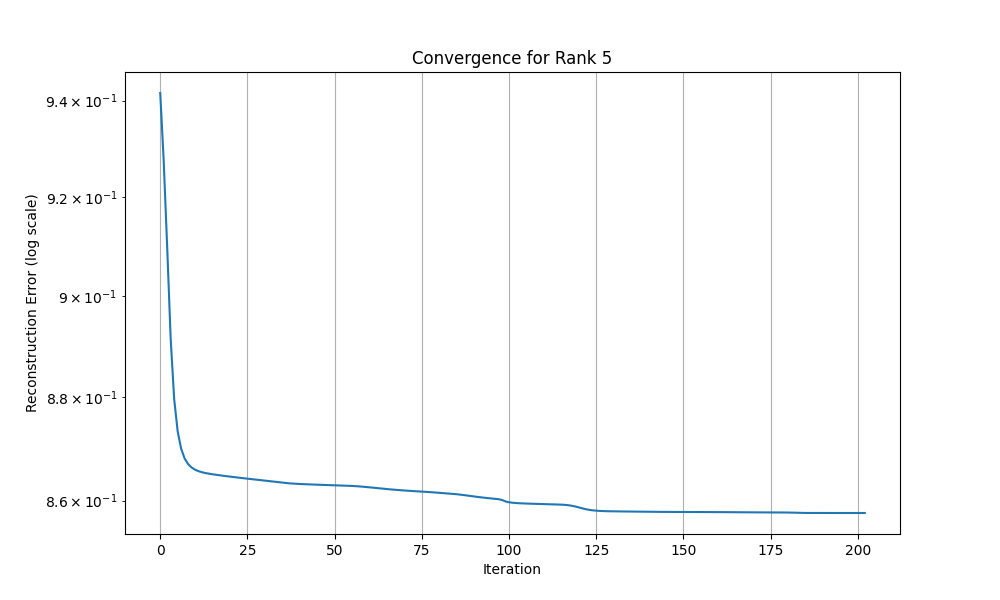 Convergence for Rank 5
Reconstruction Error (log scale)
9.4 × 10⁻¹
9.2 × 10⁻¹
9 × 10⁻¹
8.8 × 10⁻¹
8.6 × 10⁻¹
0 25 50 75 100 125 150 175 200
Iteration